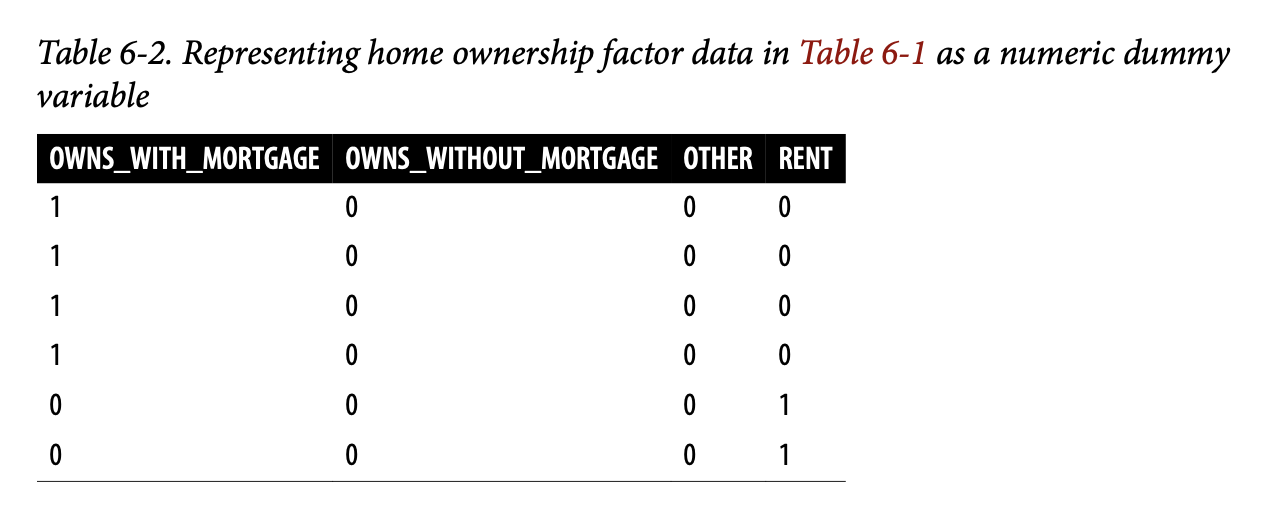 Table 6-2. Representing home ownership factor data in Table 6-1 as a numeric dummy
variable
OWNS_WITH_MORTGAGE OWNS_WITHOUT_MORTGAGE OTHER RENT
1 0 0 0
1 0 0 0
1 0 0 0
1 0 0 0
0 0 0 1
0 0 0 1